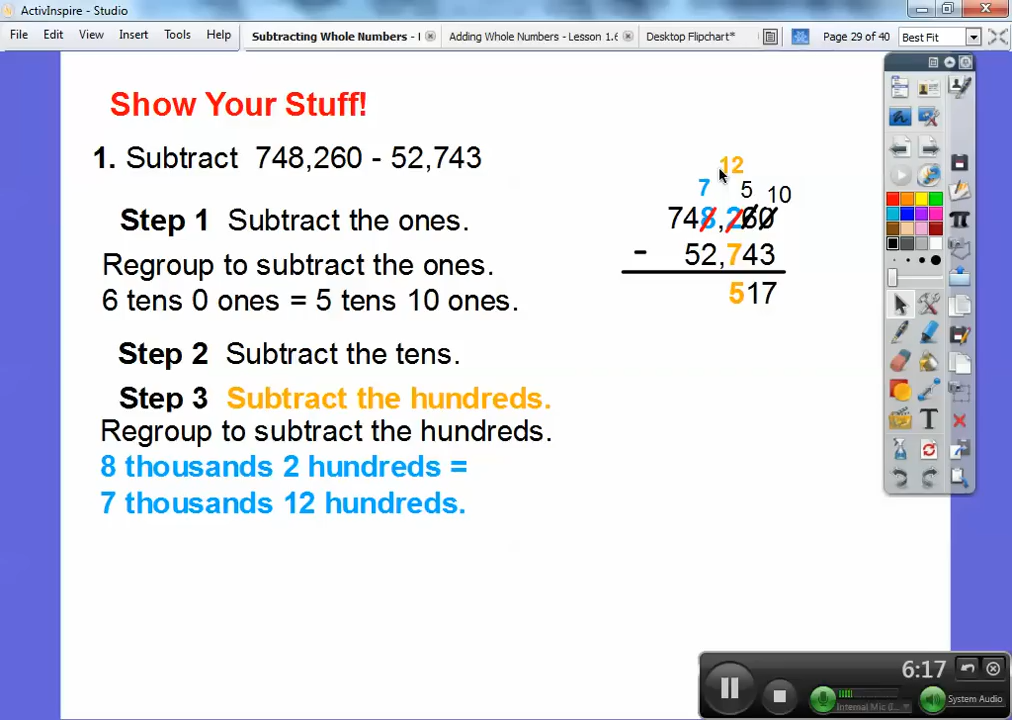 ActivInspire - Studio
File Edit View Insert Tools Help
Subtracting Whole Numbers - I Adding Whole Numbers - Lesson 1.6 Desktop Flipchart* Page 29 of 40 Best Fit
Show Your Stuff!
1. Subtract 748,260 - 52,743
12
7 5 10
748,260
- 52,743
517
Step 1 Subtract the ones.
Regroup to subtract the ones.
6 tens 0 ones = 5 tens 10 ones.
Step 2 Subtract the tens.
Step 3 Subtract the hundreds.
Regroup to subtract the hundreds.
8 thousands 2 hundreds =
7 thousands 12 hundreds.
6:17
Internal Mic (I... System Audio